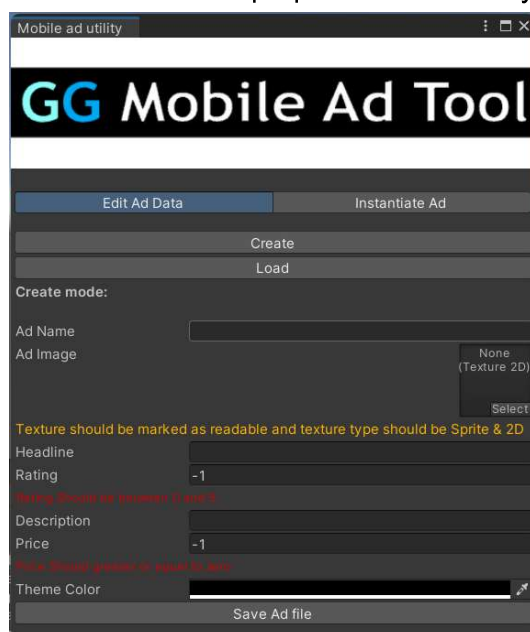 Mobile ad utility
GG Mobile Ad Tool
Edit Ad Data Instantiate Ad
Create
Load
Create mode:
Ad Name
Ad Image None
(Texture 2D)
Select
Texture should be marked as readable and texture type should be Sprite & 2D
Headline
Rating -1
Rating Should be between 0 and 5
Description
Price -1
Price Should greater or equal to zero
Theme Color
Save Ad file